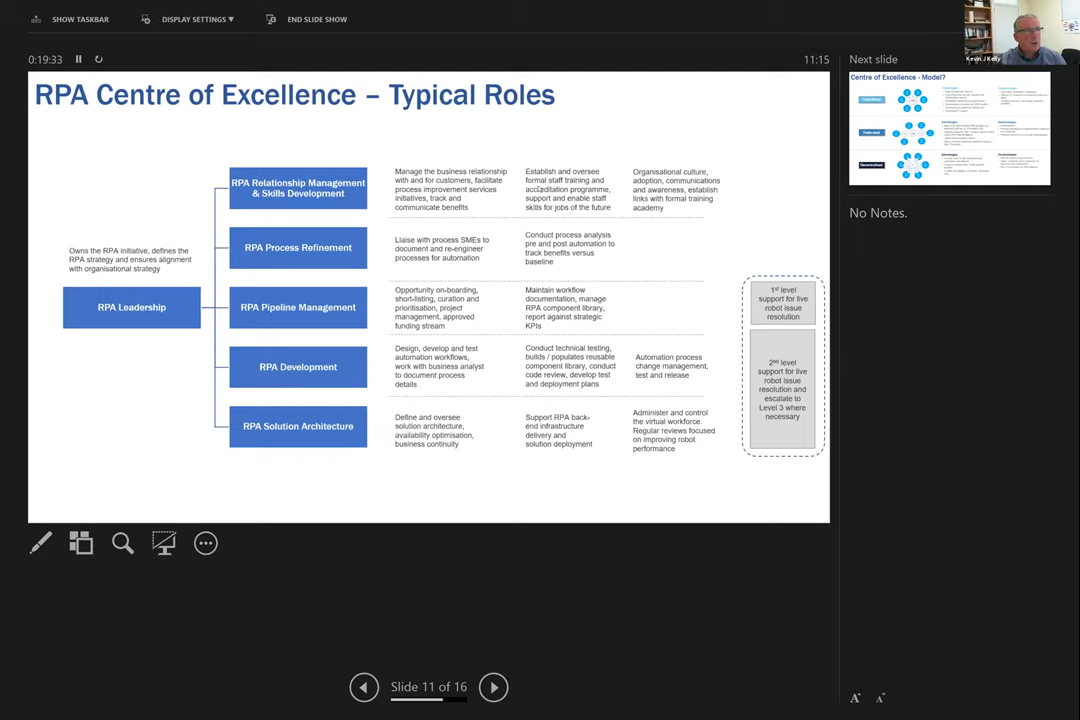 SHOW TASKBAR
DISPLAY SETTINGS ▼
END SLIDE SHOW
Kevin J Kelly
0:19:33
11:15
Next slide
RPA Centre of Excellence – Typical Roles
Centre of Excellence - Model?
RPA Relationship Management
& Skills Development
Manage the business relationship
with and for customers, facilitate
process improvement services
initiatives, track and
communicate benefits
Establish and oversee
formal staff training and
accreditation programme,
support and enable staff
skills for jobs of the future
Organisational culture,
adoption, communications
and awareness, establish
links with formal training
academy
No Notes.
RPA Process Refinement
Liaise with process SMEs to
document and re-engineer
processes for automation
Conduct process analysis
pre and post automation to
track benefits versus
baseline
Owns the RPA initiative, defines the
RPA strategy and ensures alignment
with organisational strategy
RPA Leadership
RPA Pipeline Management
Opportunity on-boarding,
short-listing, curation and
prioritisation, project
management, approved
funding stream
Maintain workflow
documentation, manage
RPA component library,
report against strategic
KPIs
1st level
support for live
robot issue
resolution
RPA Development
Design, develop and test
automation workflows,
work with business analyst
to document process
details
Conduct technical testing,
builds / populates reusable
component library, conduct
code review, develop test
and deployment plans
Automation process
change management,
test and release
2nd level
support for live
robot issue
resolution and
escalate to
Level 3 where
necessary
RPA Solution Architecture
Define and oversee
solution architecture,
availability optimisation,
business continuity
Support RPA back-
end infrastructure
delivery and
solution deployment
Administer and control
the virtual workforce.
Regular reviews focused
on improving robot
performance
Slide 11 of 16
A
A